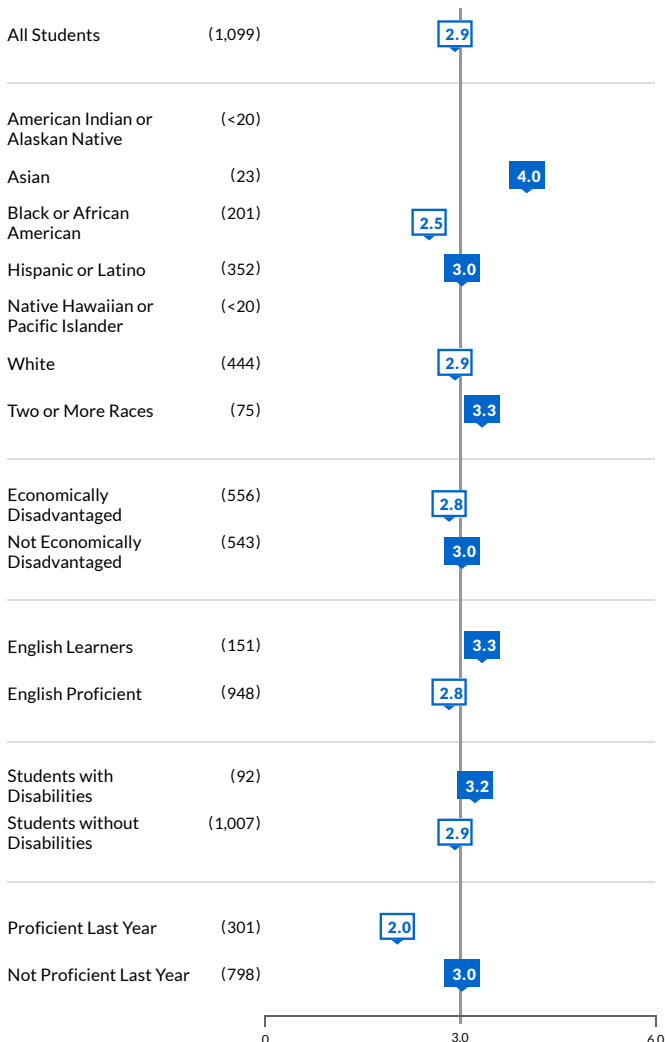 All Students (1,099) 2.9
American Indian or (<20)
Alaskan Native
Asian (23) 4.0
Black or African (201) 2.5
American
Hispanic or Latino (352) 3.0
Native Hawaiian or (<20)
Pacific Islander
White (444) 2.9
Two or More Races (75) 3.3
Economically (556) 2.8
Disadvantaged
Not Economically (543) 3.0
Disadvantaged
English Learners (151) 3.3
English Proficient (948) 2.8
Students with (92) 3.2
Disabilities
Students without (1,007) 2.9
Disabilities
Proficient Last Year (301) 2.0
Not Proficient Last Year (798) 3.0
0 3.0 6.0